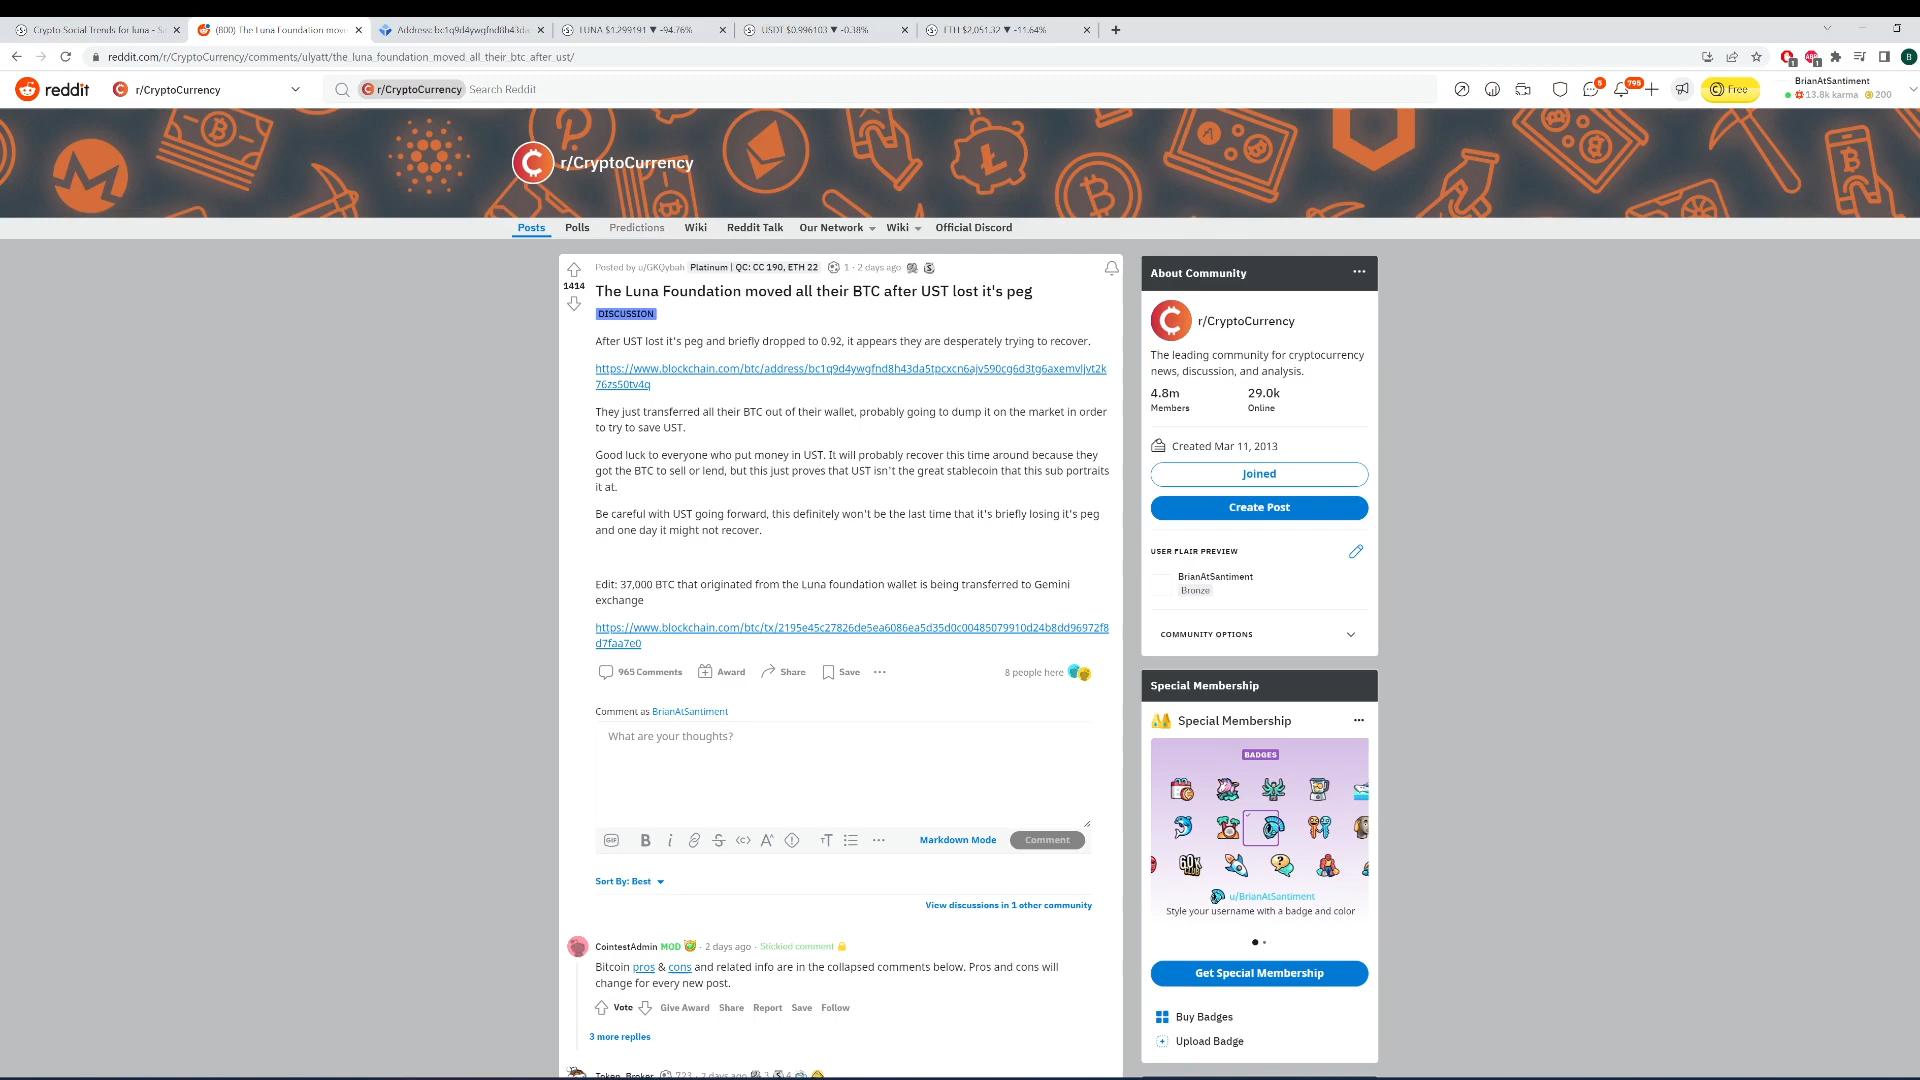 Crypto Social Trends for luna - Sa
(800) The Luna Foundation move
Address: bc1q9d4ywgfnd8h43da
LUNA $1.299191 ▼ -94.76%
USDT $0.996103 ▼ -0.38%
ETH $2,051.32 ▼ -11.64%
reddit.com/r/CryptoCurrency/comments/ulyatt/the_luna_foundation_moved_all_their_btc_after_ust/
reddit
r/CryptoCurrency
r/CryptoCurrency Search Reddit
5
795
Free
BrianAtSantiment
13.8k karma 200
r/CryptoCurrency
Posts Polls Predictions Wiki Reddit Talk Our Network Wiki Official Discord
Posted by u/GKQybah Platinum | QC: CC 190, ETH 22 1 · 2 days ago
1414
The Luna Foundation moved all their BTC after UST lost it's peg
DISCUSSION
After UST lost it's peg and briefly dropped to 0.92, it appears they are desperately trying to recover.
https://www.blockchain.com/btc/address/bc1q9d4ywgfnd8h43da5tpcxcn6ajv590cg6d3tg6axemvljvt2k
76zs50tv4q
They just transferred all their BTC out of their wallet, probably going to dump it on the market in order
to try to save UST.
Good luck to everyone who put money in UST. It will probably recover this time around because they
got the BTC to sell or lend, but this just proves that UST isn't the great stablecoin that this sub portraits
it at.
Be careful with UST going forward, this definitely won't be the last time that it's briefly losing it's peg
and one day it might not recover.
Edit: 37,000 BTC that originated from the Luna foundation wallet is being transferred to Gemini
exchange
https://www.blockchain.com/btc/tx/2195e45c27826de5ea6086ea5d35d0c00485079910d24b8dd96972f8
d7faa7e0
965 Comments Award Share Save ··· 8 people here
Comment as BrianAtSantiment
What are your thoughts?
GIF B i T ··· Markdown Mode Comment
Sort By: Best
View discussions in 1 other community
CointestAdmin MOD · 2 days ago · Stickied comment
Bitcoin pros & cons and related info are in the collapsed comments below. Pros and cons will
change for every new post.
Vote Give Award Share Report Save Follow
3 more replies
Token_Broker 723 · 2 days ago 3 4
About Community
r/CryptoCurrency
The leading community for cryptocurrency
news, discussion, and analysis.
4.8m 29.0k
Members Online
Created Mar 11, 2013
Joined
Create Post
USER FLAIR PREVIEW
BrianAtSantiment
Bronze
COMMUNITY OPTIONS
Special Membership
Special Membership
BADGES
u/BrianAtSantiment
Style your username with a badge and color
Get Special Membership
Buy Badges
Upload Badge